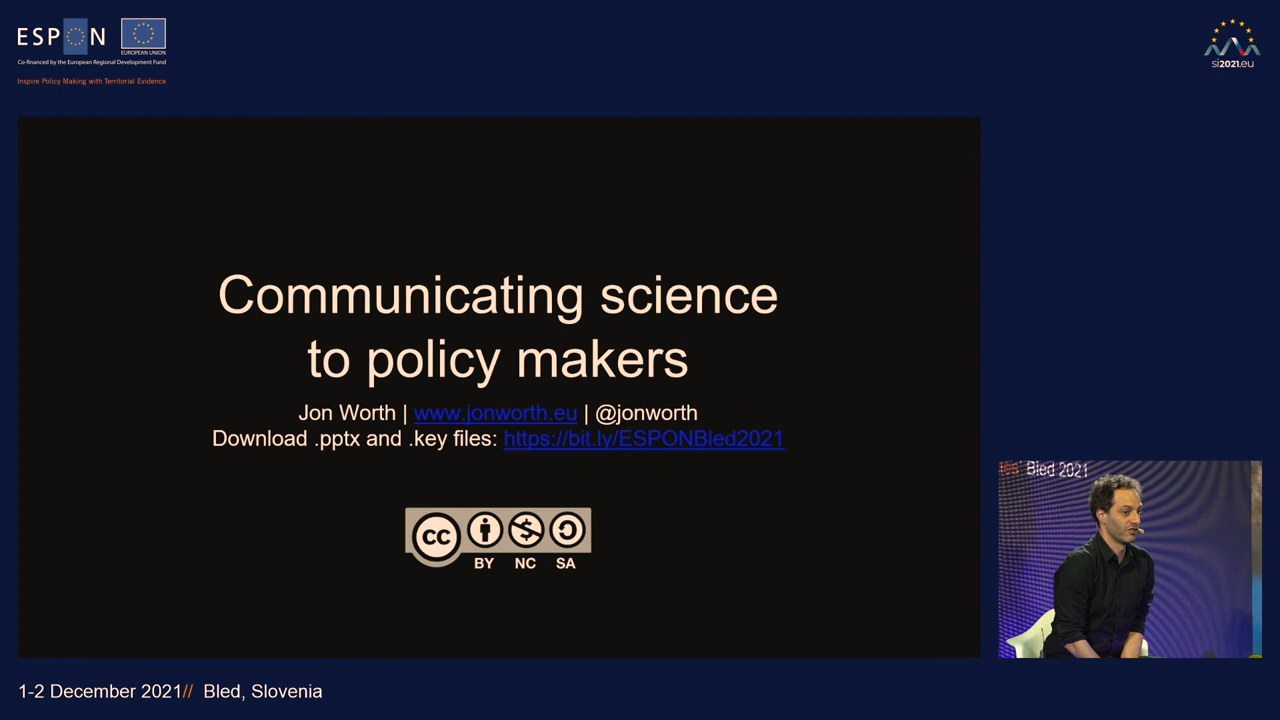 ESPON
EUROPEAN UNION
Co-financed by the European Regional Development Fund
Inspire Policy Making with Territorial Evidence
si2021.eu
Communicating science
to policy makers
Jon Worth | www.jonworth.eu | @jonworth
Download .pptx and .key files: https://bit.ly/ESPONBled2021
CC
BY NC SA
Bled 2021
1-2 December 2021// Bled, Slovenia